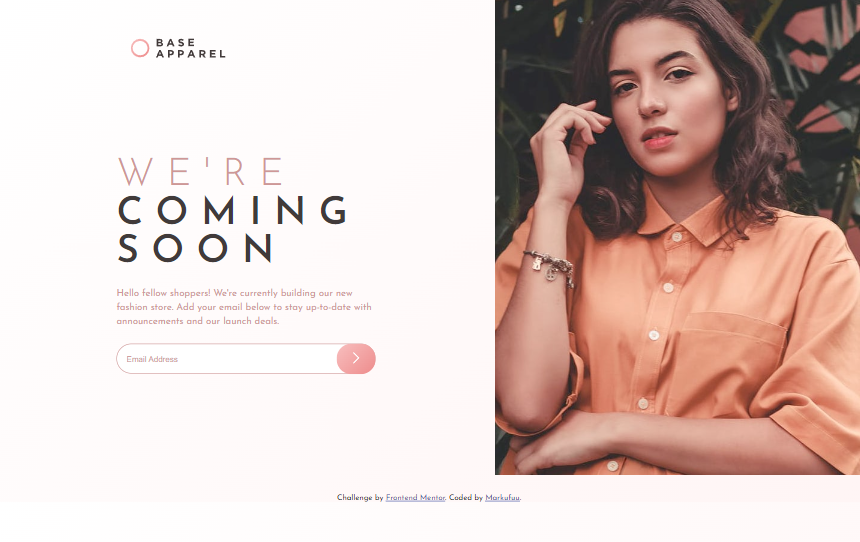 BASE
APPAREL
WE'RE
COMING
SOON
Hello fellow shoppers! We're currently building our new
fashion store. Add your email below to stay up-to-date with
announcements and our launch deals.
Email Address
Challenge by Frontend Mentor. Coded by Markufuu.